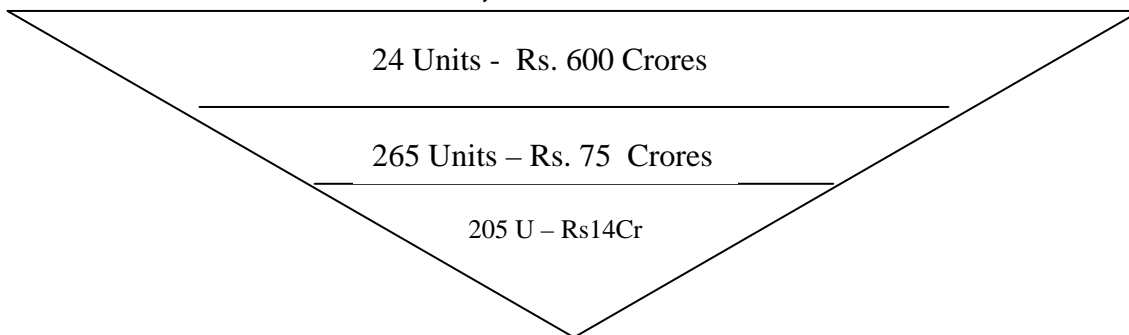 24 Units - Rs. 600 Crores
265 Units – Rs. 75 Crores
205 U – Rs14Cr